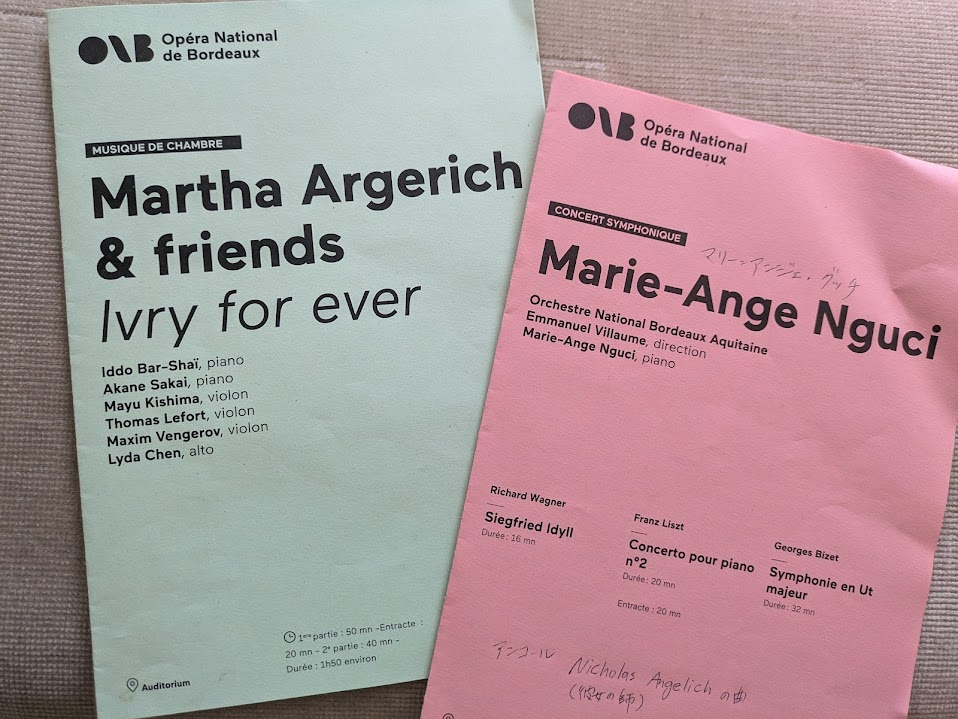 Opéra National
de Bordeaux
MUSIQUE DE CHAMBRE
Martha Argerich
& friends
Ivry for ever
Iddo Bar-Shaï, piano
Akane Sakai, piano
Mayu Kishima, violon
Thomas Lefort, violon
Maxim Vengerov, violon
Lyda Chen, alto
1ère partie : 50 mn -Entracte :
20 mn - 2e partie : 40 mn -
Durée : 1h50 environ
Auditorium
Opéra National
de Bordeaux
CONCERT SYMPHONIQUE
マリー=アンジェ・グッチ
Marie-Ange Nguci
Orchestre National Bordeaux Aquitaine
Emmanuel Villaume, direction
Marie-Ange Nguci, piano
Richard Wagner
Siegfried Idyll
Durée : 16 mn
Franz Liszt
Concerto pour piano
n°2
Durée : 20 mn
Entracte : 20 mn
Georges Bizet
Symphonie en Ut
majeur
Durée : 32 mn
アンコール Nicholas Angelich の曲
(彼女の師)